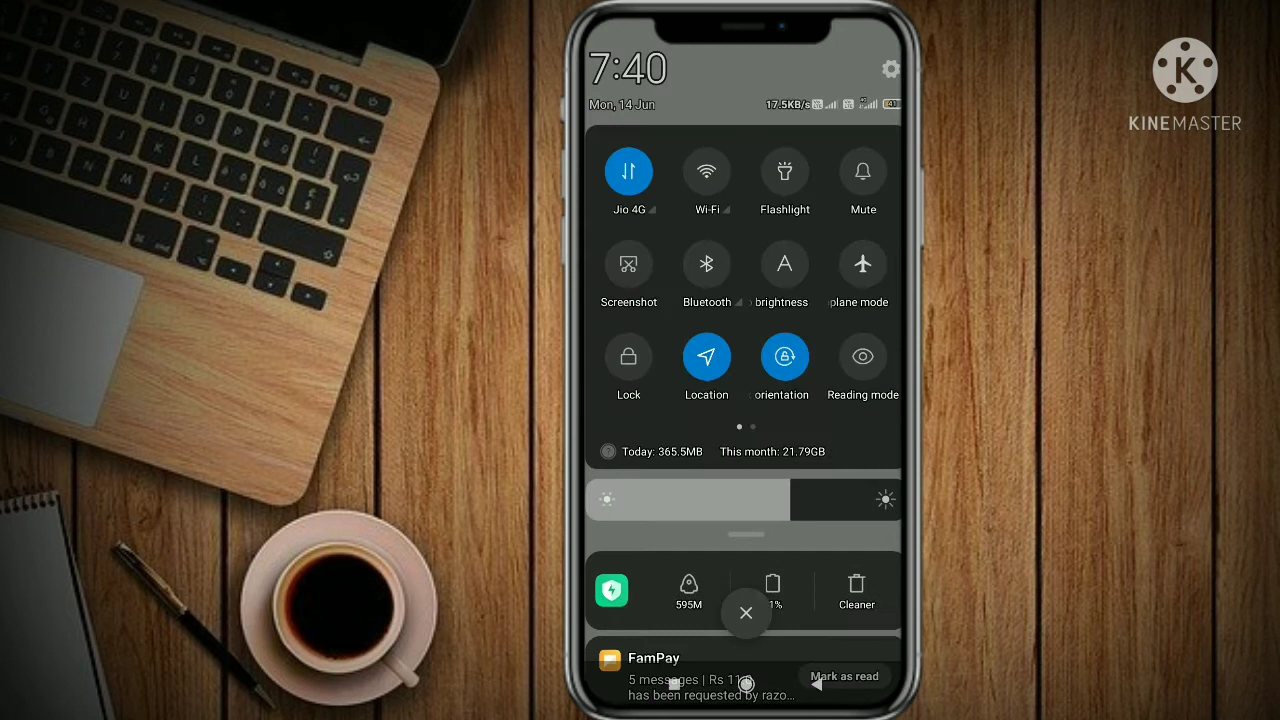 7:40
Mon, 14 Jun
17.5KB/s
41
K
KINEMASTER
Jio 4G
Wi-Fi
Flashlight
Mute
Screenshot
Bluetooth
brightness
plane mode
Lock
Location
orientation
Reading mode
Today: 365.5MB This month: 21.79GB
595M
1%
Cleaner
FamPay
5 messages | Rs
Mark as read
has been requested by razo...